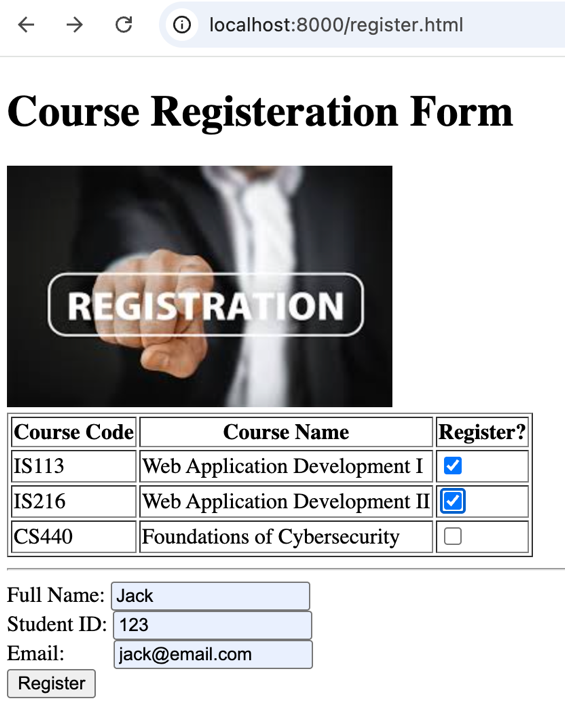 localhost:8000/register.html
Course Registeration Form
REGISTRATION
Course Code Course Name Register?
IS113 Web Application Development I
IS216 Web Application Development II
CS440 Foundations of Cybersecurity
Full Name: Jack
Student ID: 123
Email: jack@email.com
Register